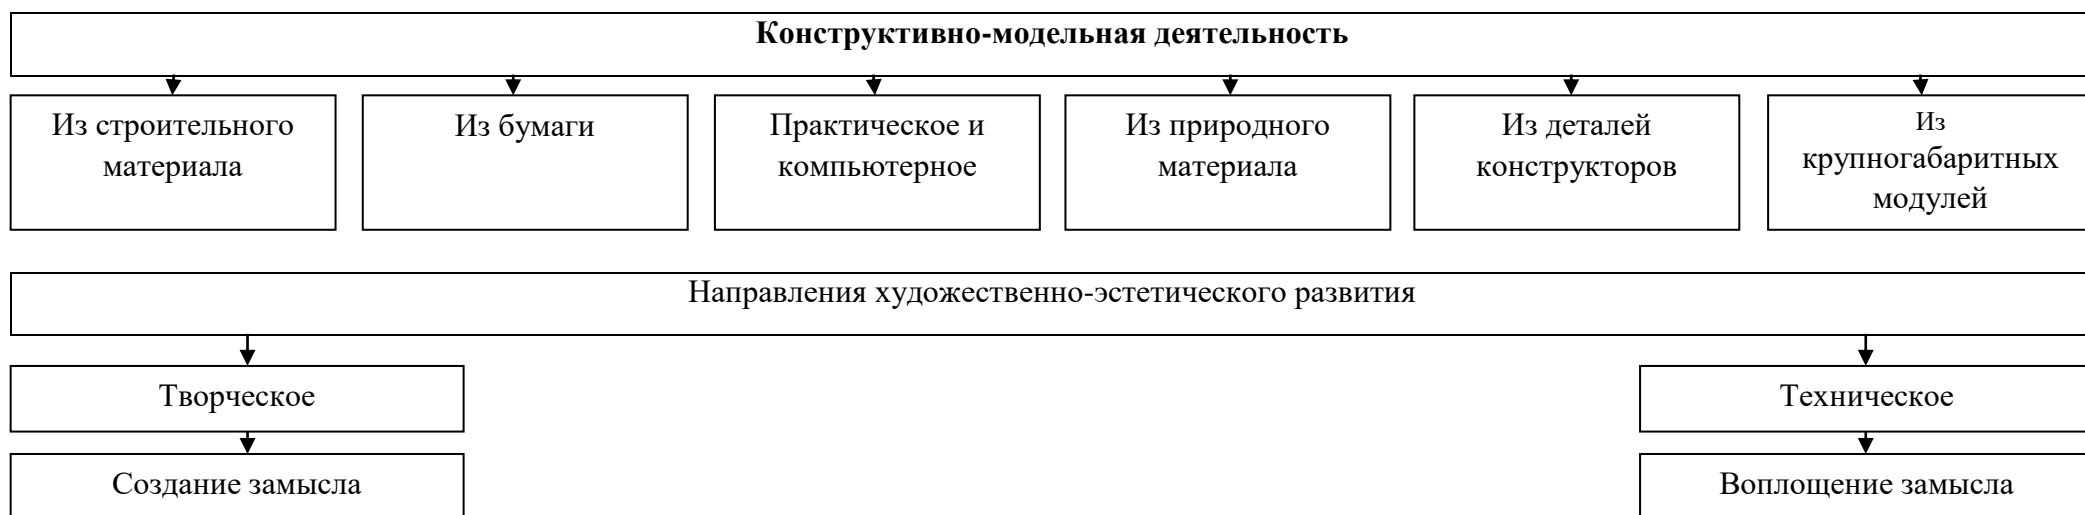 Конструктивно-модельная деятельность
Из строительного
материала
Из бумаги
Практическое и
компьютерное
Из природного
материала
Из деталей
конструкторов
Из
крупногабаритных
модулей
Направления художественно-эстетического развития
Творческое
Техническое
Создание замысла
Воплощение замысла